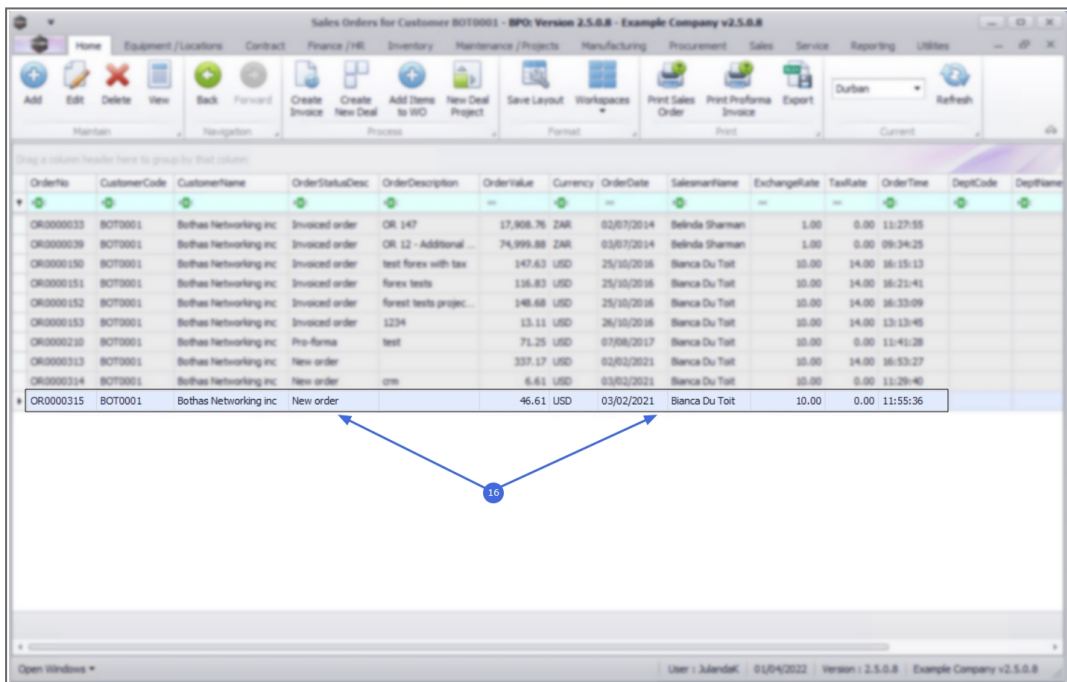 Sales Orders for Customer BOT0001 - BPO: Version 2.5.0.8 - Example Company v2.5.0.8
Home Equipment / Locations Contract Finance / HR Inventory Maintenance / Projects Manufacturing Procurement Sales Service Reporting Utilities
Add Edit Delete View Back Forward Create Invoice Create New Deal Add Items to WO New Deal Project Save Layout Workspaces Print Sales Order Print Proforma Invoice Export Durban Refresh
Maintain Navigation Process Format Print Current
Drag a column header here to group by that column
OrderNo CustomerCode CustomerName OrderStatusDesc OrderDescription OrderValue Currency OrderDate SalesmanName ExchangeRate TaxRate OrderTime DeptCode DeptName
OR0000033 BOT0001 Bothas Networking inc Invoiced order OR 147 17,908.76 ZAR 02/07/2014 Belinda Sharman 1.00 0.00 11:27:55
OR0000039 BOT0001 Bothas Networking inc Invoiced order OR 12 - Additional ... 74,999.88 ZAR 03/07/2014 Belinda Sharman 1.00 0.00 09:34:25
OR0000150 BOT0001 Bothas Networking inc Invoiced order test forex with tax 147.63 USD 25/10/2016 Bianca Du Toit 10.00 14.00 16:15:13
OR0000151 BOT0001 Bothas Networking inc Invoiced order forex tests 116.83 USD 25/10/2016 Bianca Du Toit 10.00 14.00 16:21:41
OR0000152 BOT0001 Bothas Networking inc Invoiced order forest tests projec... 148.68 USD 25/10/2016 Bianca Du Toit 10.00 14.00 16:33:09
OR0000153 BOT0001 Bothas Networking inc Invoiced order 1234 13.11 USD 26/10/2016 Bianca Du Toit 10.00 14.00 13:13:45
OR0000210 BOT0001 Bothas Networking inc Pro-forma test 71.25 USD 07/08/2017 Bianca Du Toit 10.00 0.00 11:41:28
OR0000313 BOT0001 Bothas Networking inc New order 337.17 USD 02/02/2021 Bianca Du Toit 10.00 14.00 16:53:27
OR0000314 BOT0001 Bothas Networking inc New order crm 6.61 USD 03/02/2021 Bianca Du Toit 10.00 0.00 11:29:40
OR0000315 BOT0001 Bothas Networking inc New order 46.61 USD 03/02/2021 Bianca Du Toit 10.00 0.00 11:55:36
16
Open Windows User : JulandaK 01/04/2022 Version : 2.5.0.8 Example Company v2.5.0.8